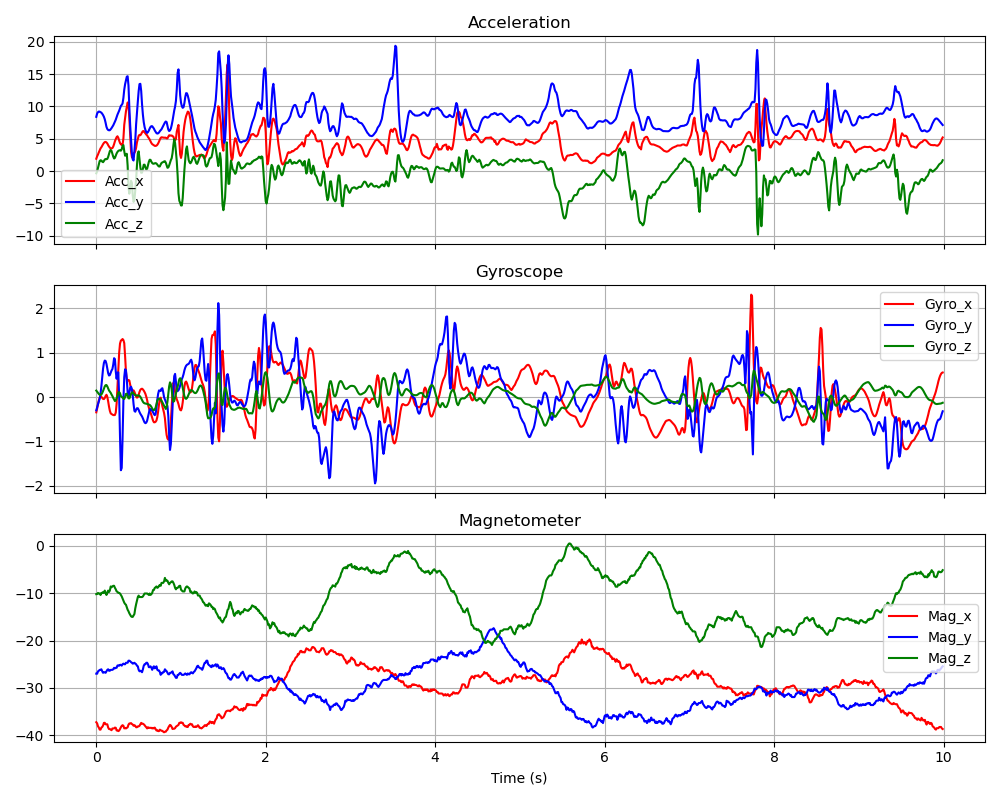 Acceleration
20
15
10
5
0
−5
−10
Acc_x
Acc_y
Acc_z
Gyroscope
2
1
0
−1
−2
Gyro_x
Gyro_y
Gyro_z
Magnetometer
0
−10
−20
−30
−40
Mag_x
Mag_y
Mag_z
0 2 4 6 8 10
Time (s)